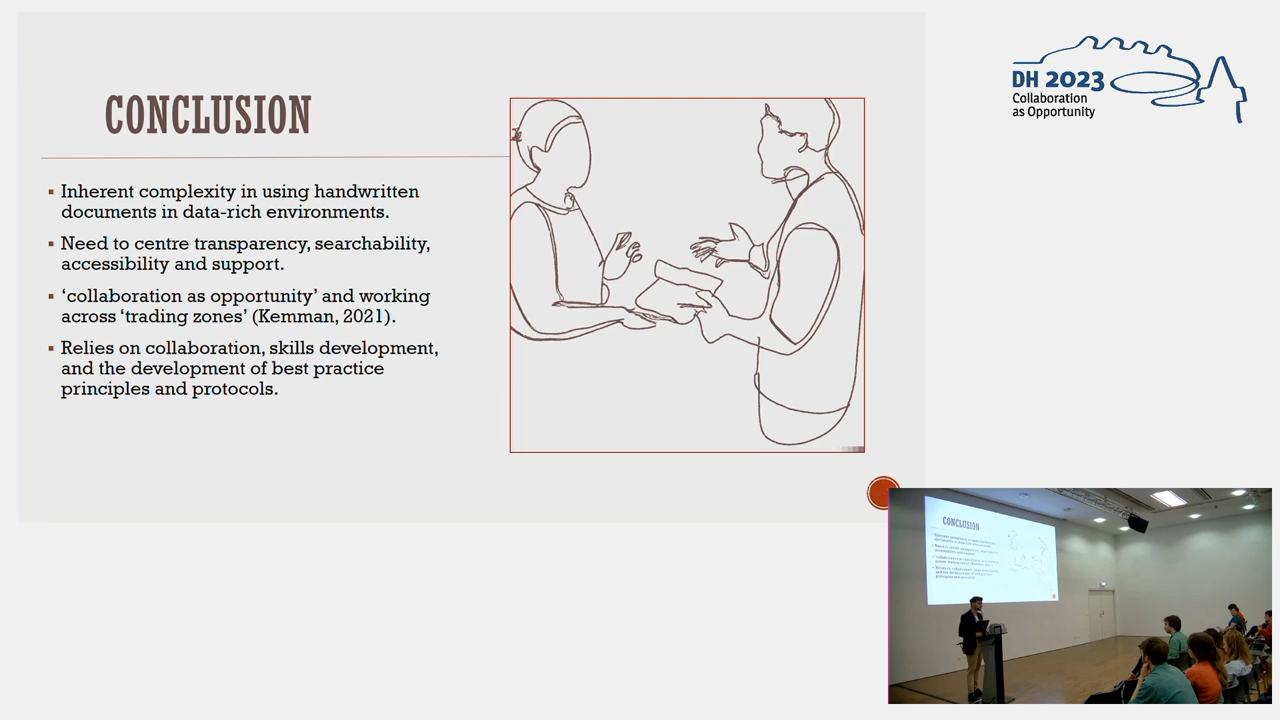 CONCLUSION
▪ Inherent complexity in using handwritten
documents in data-rich environments.
▪ Need to centre transparency, searchability,
accessibility and support.
▪ ‘collaboration as opportunity’ and working
across ‘trading zones’ (Kemman, 2021).
▪ Relies on collaboration, skills development,
and the development of best practice
principles and protocols.
DH 2023
Collaboration
as Opportunity
CONCLUSION